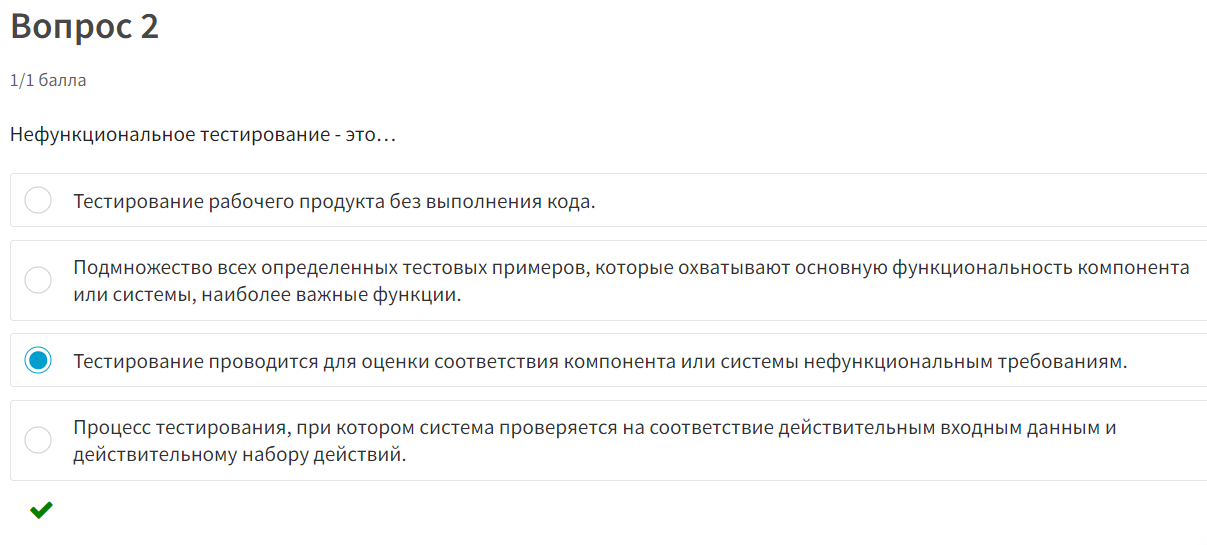 Вопрос 2
1/1 балла
Нефункциональное тестирование - это…
Тестирование рабочего продукта без выполнения кода.
Подмножество всех определенных тестовых примеров, которые охватывают основную функциональность компонента
или системы, наиболее важные функции.
Тестирование проводится для оценки соответствия компонента или системы нефункциональным требованиям.
Процесс тестирования, при котором система проверяется на соответствие действительным входным данным и
действительному набору действий.